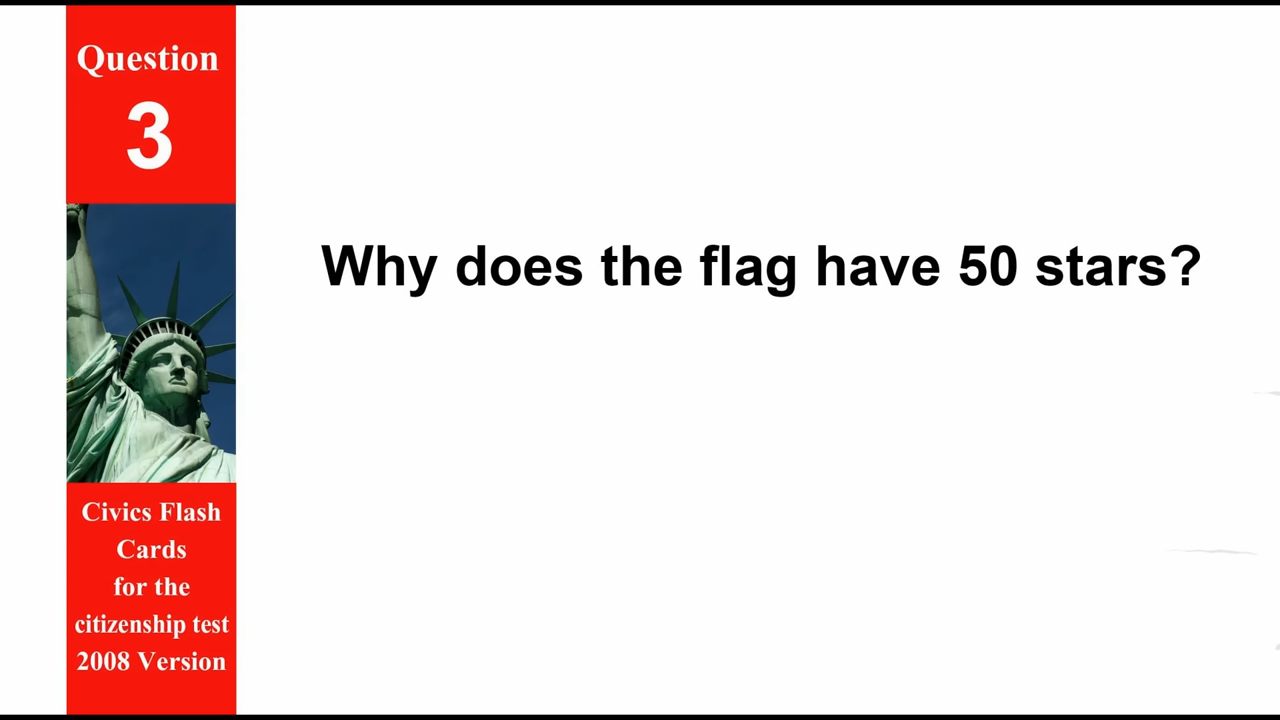 Question
3
Why does the flag have 50 stars?
Civics Flash
Cards
for the
citizenship test
2008 Version